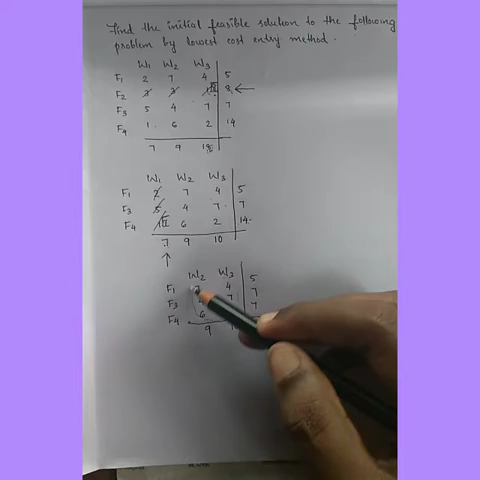 Find the initial feasible solution to the following
problem by lowest cost entry method.
W1 W2 W3
F1 2 7 4 5
F2 3 3 1 8
F3 5 4 7 7
F4 1 6 2 14
7 9 18
W1 W2 W3
F1 2 7 4 5
F3 5 4 7 7
F4 1 6 2 14
7 9 10
W2 W3
F1 7 4 5
F3 7 7
F4 6
9